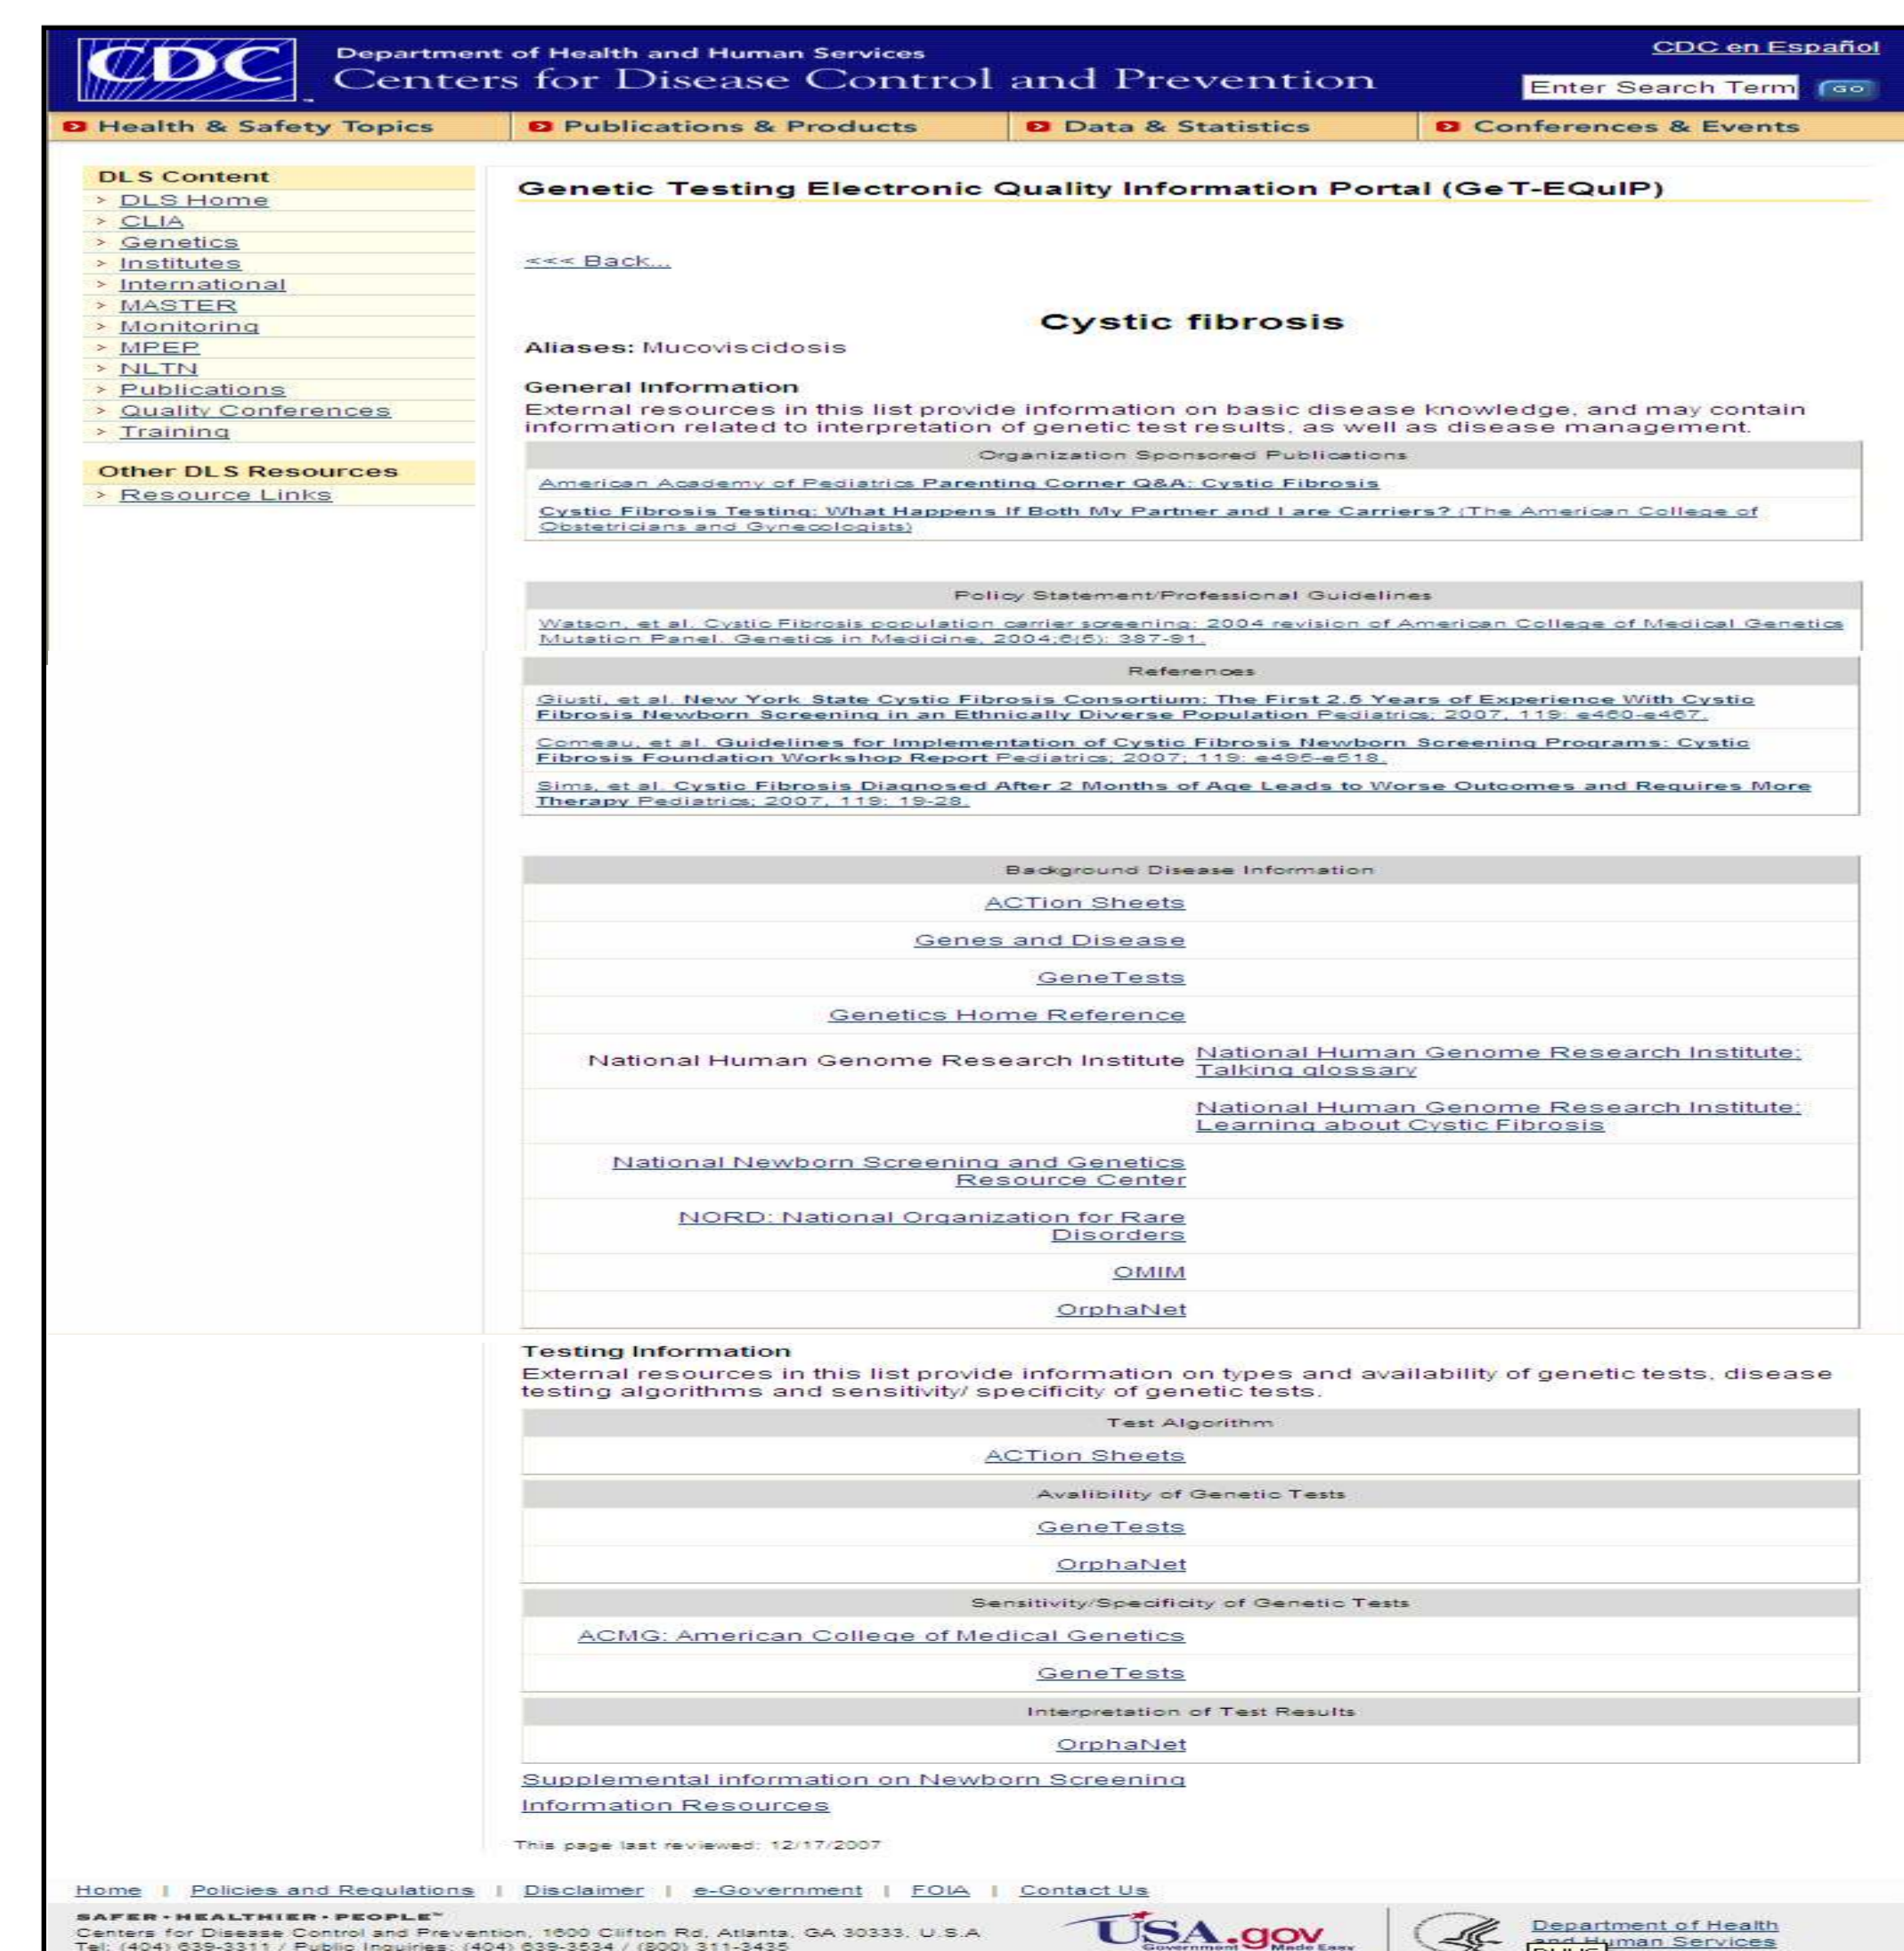 CDC
Department of Health and Human Services
Centers for Disease Control and Prevention
CDC en Español
Enter Search Term GO
Health & Safety Topics
Publications & Products
Data & Statistics
Conferences & Events
DLS Content
> DLS Home
> CLIA
> Genetics
> Institutes
> International
> MASTER
> Monitoring
> MPEP
> NLTN
> Publications
> Quality Conferences
> Training
Other DLS Resources
> Resource Links
Genetic Testing Electronic Quality Information Portal (GeT-EQuIP)
<<< Back...
Cystic fibrosis
Aliases: Mucoviscidosis
General Information
External resources in this list provide information on basic disease knowledge, and may contain
information related to interpretation of genetic test results, as well as disease management.
Organization Sponsored Publications
American Academy of Pediatrics Parenting Corner Q&A: Cystic Fibrosis
Cystic Fibrosis Testing: What Happens If Both My Partner and I are Carriers? (The American College of
Obstetricians and Gynecologists)
Policy Statement/Professional Guidelines
Watson, et al. Cystic Fibrosis population carrier screening: 2004 revision of American College of Medical Genetics
Mutation Panel. Genetics in Medicine, 2004;6(5): 387-91.
References
Giusti, et al. New York State Cystic Fibrosis Consortium: The First 2.5 Years of Experience With Cystic
Fibrosis Newborn Screening in an Ethnically Diverse Population Pediatrics; 2007, 119: e460-e467.
Comeau, et al. Guidelines for Implementation of Cystic Fibrosis Newborn Screening Programs: Cystic
Fibrosis Foundation Workshop Report Pediatrics; 2007; 119: e495-e518.
Sims, et al. Cystic Fibrosis Diagnosed After 2 Months of Age Leads to Worse Outcomes and Requires More
Therapy Pediatrics; 2007, 119: 19-28.
Background Disease Information
ACTion Sheets
Genes and Disease
GeneTests
Genetics Home Reference
National Human Genome Research Institute
National Human Genome Research Institute:
Talking glossary
National Human Genome Research Institute:
Learning about Cystic Fibrosis
National Newborn Screening and Genetics
Resource Center
NORD: National Organization for Rare
Disorders
OMIM
OrphaNet
Testing Information
External resources in this list provide information on types and availability of genetic tests, disease
testing algorithms and sensitivity/ specificity of genetic tests.
Test Algorithm
ACTion Sheets
Avalibility of Genetic Tests
GeneTests
OrphaNet
Sensitivity/Specificity of Genetic Tests
ACMG: American College of Medical Genetics
GeneTests
Interpretation of Test Results
OrphaNet
Supplemental information on Newborn Screening
Information Resources
This page last reviewed: 12/17/2007
Home | Policies and Regulations | Disclaimer | e-Government | FOIA | Contact Us
SAFER • HEALTHIER • PEOPLE™
Centers for Disease Control and Prevention, 1600 Clifton Rd, Atlanta, GA 30333, U.S.A
Tel: (404) 639-3311 / Public Inquiries: (404) 639-3534 / (800) 311-3435
USA.gov
Government Made Easy
Department of Health
and Human Services